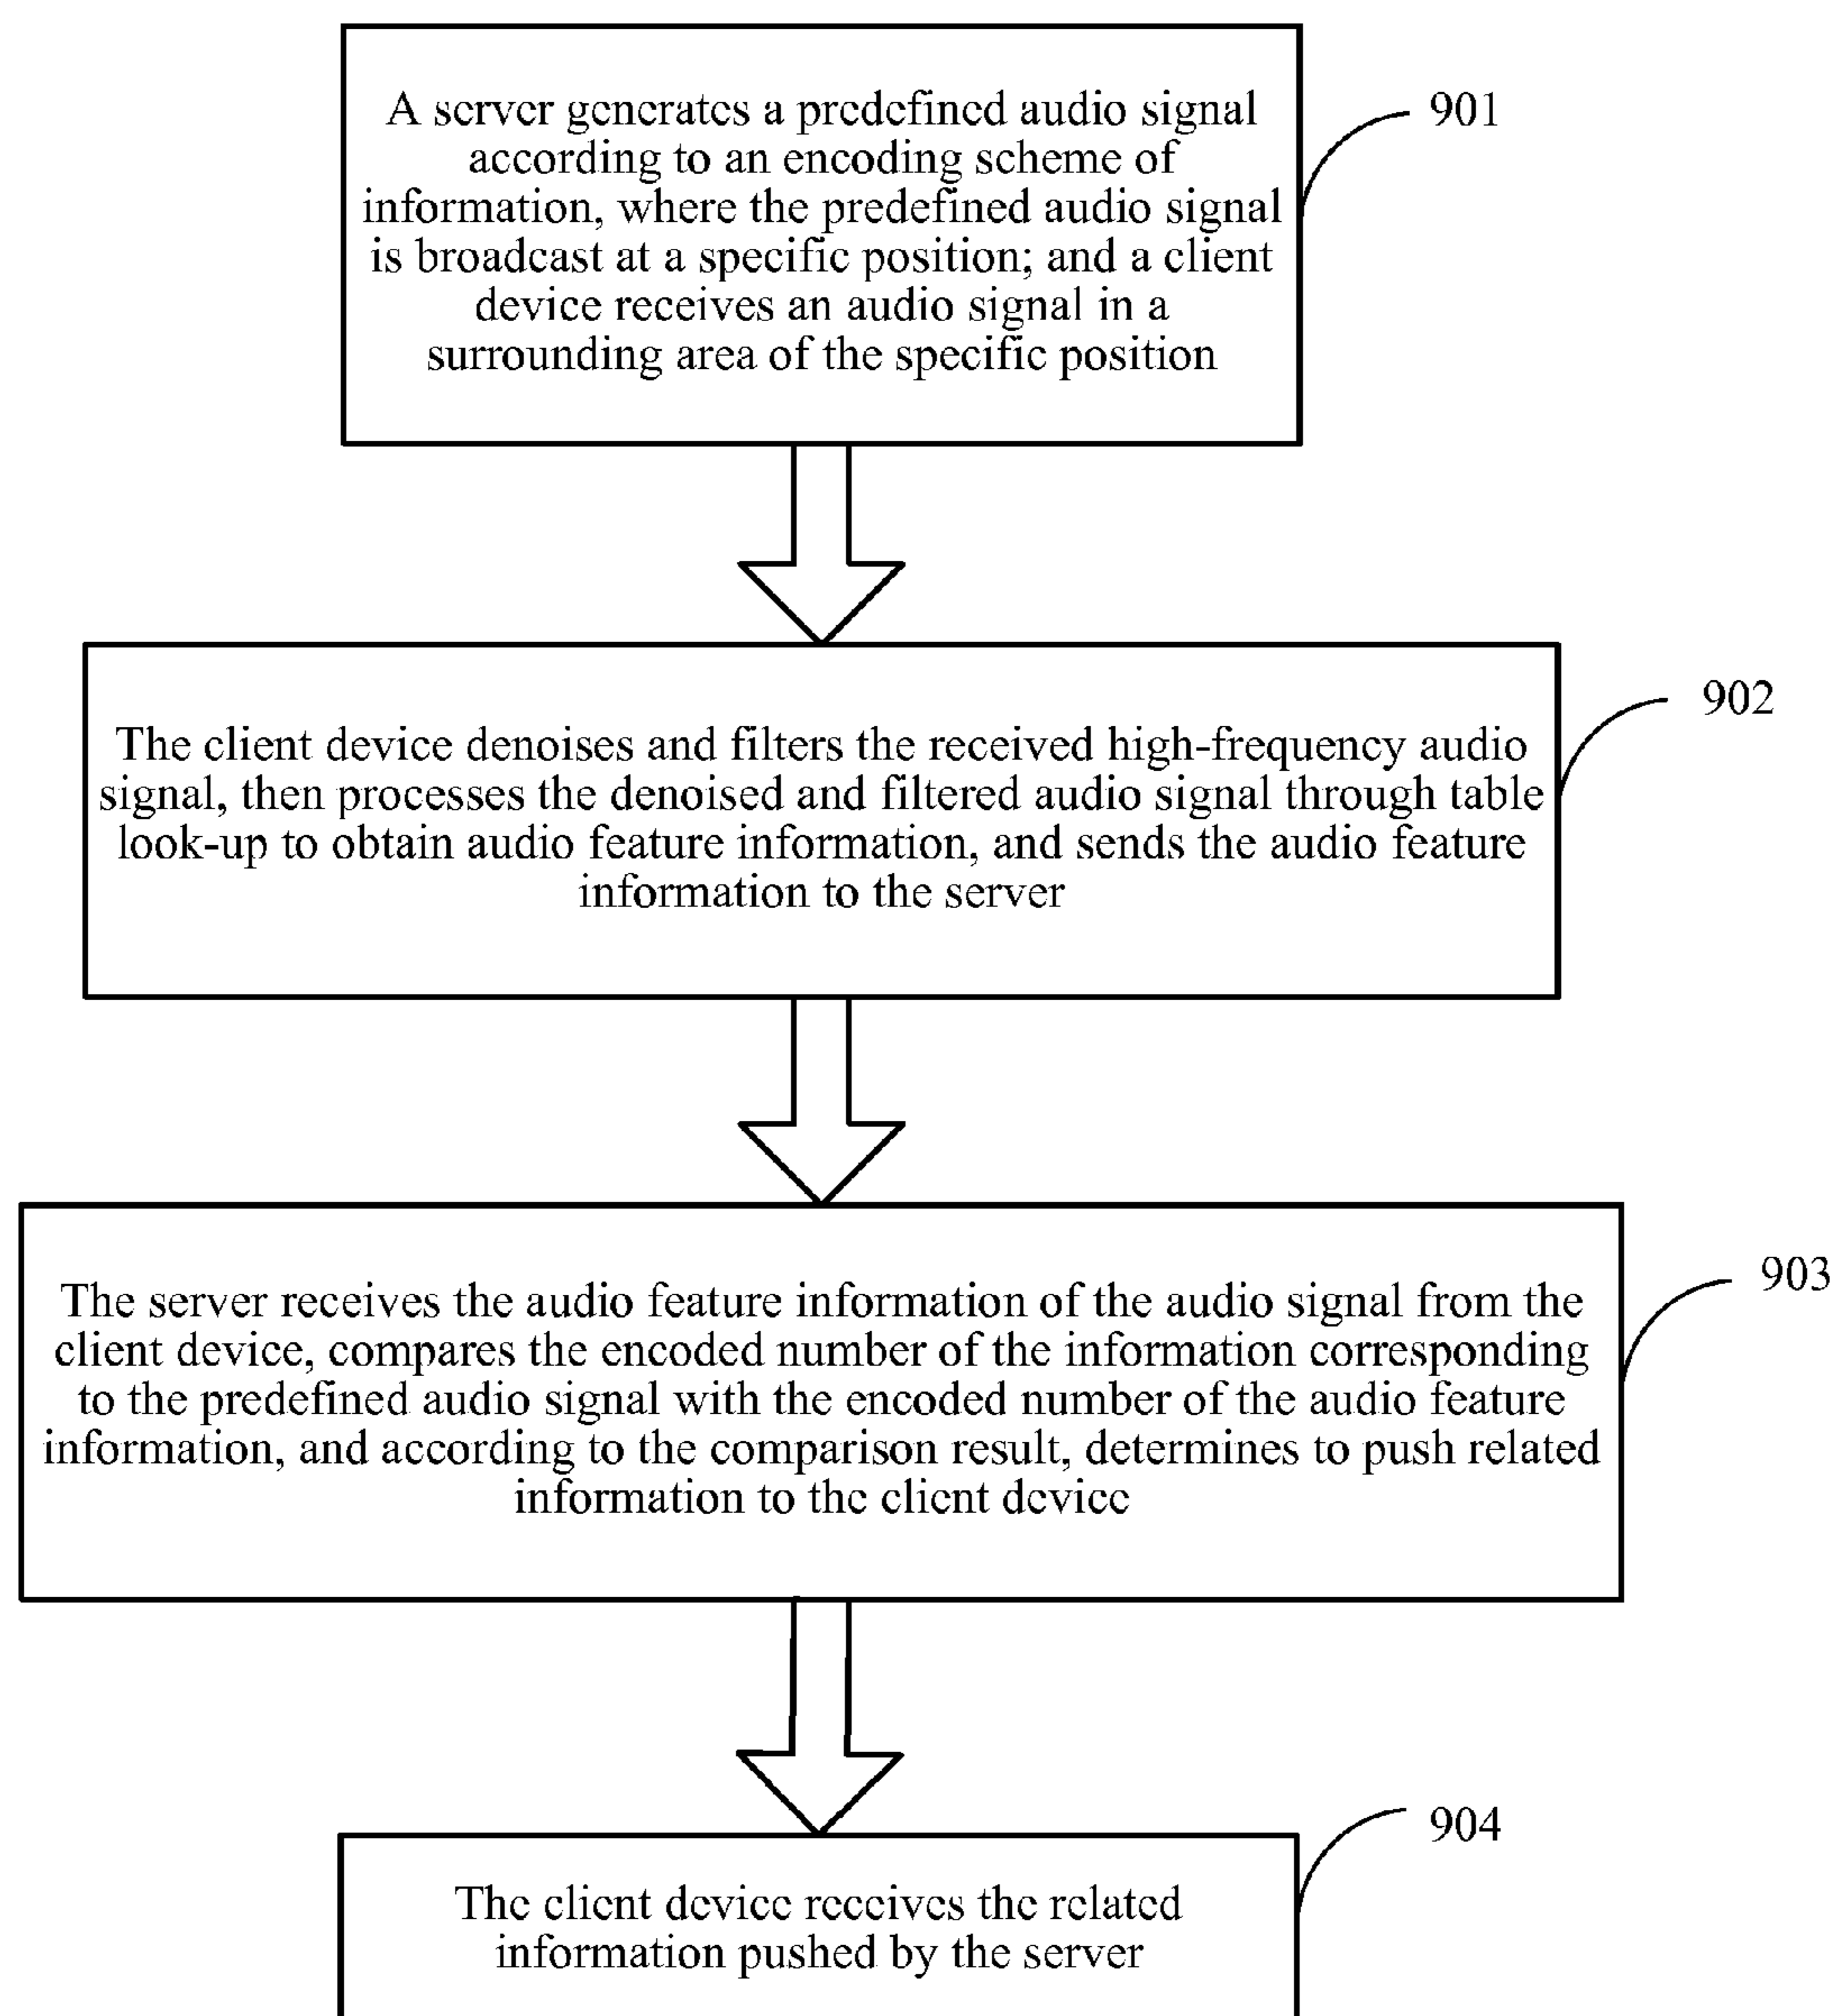 A server generates a predefined audio signal
according to an encoding scheme of
information, where the predefined audio signal
is broadcast at a specific position; and a client
device receives an audio signal in a
surrounding area of the specific position
901
The client device denoises and filters the received high-frequency audio
signal, then processes the denoised and filtered audio signal through table
look-up to obtain audio feature information, and sends the audio feature
information to the server
902
The server receives the audio feature information of the audio signal from the
client device, compares the encoded number of the information corresponding
to the predefined audio signal with the encoded number of the audio feature
information, and according to the comparison result, determines to push related
information to the client device
903
The client device receives the related
information pushed by the server
904